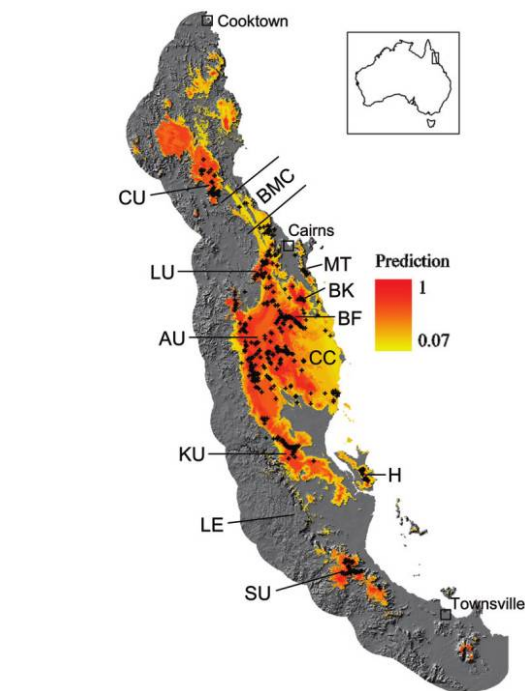 Cooktown
CU
BMC
Cairns
LU
MT
Prediction
BK
1
BF
0.07
AU
CC
KU
H
LE
SU
Townsville